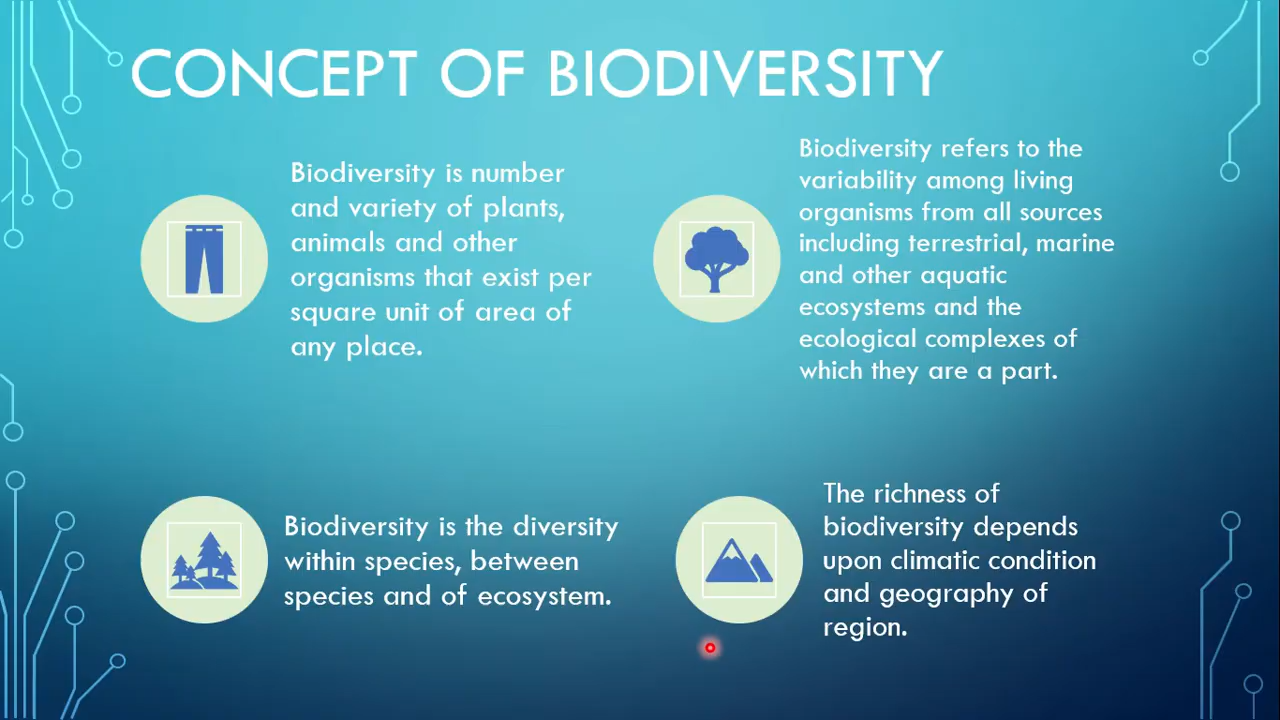 CONCEPT OF BIODIVERSITY
Biodiversity is number
and variety of plants,
animals and other
organisms that exist per
square unit of area of
any place.
Biodiversity refers to the
variability among living
organisms from all sources
including terrestrial, marine
and other aquatic
ecosystems and the
ecological complexes of
which they are a part.
Biodiversity is the diversity
within species, between
species and of ecosystem.
The richness of
biodiversity depends
upon climatic condition
and geography of
region.